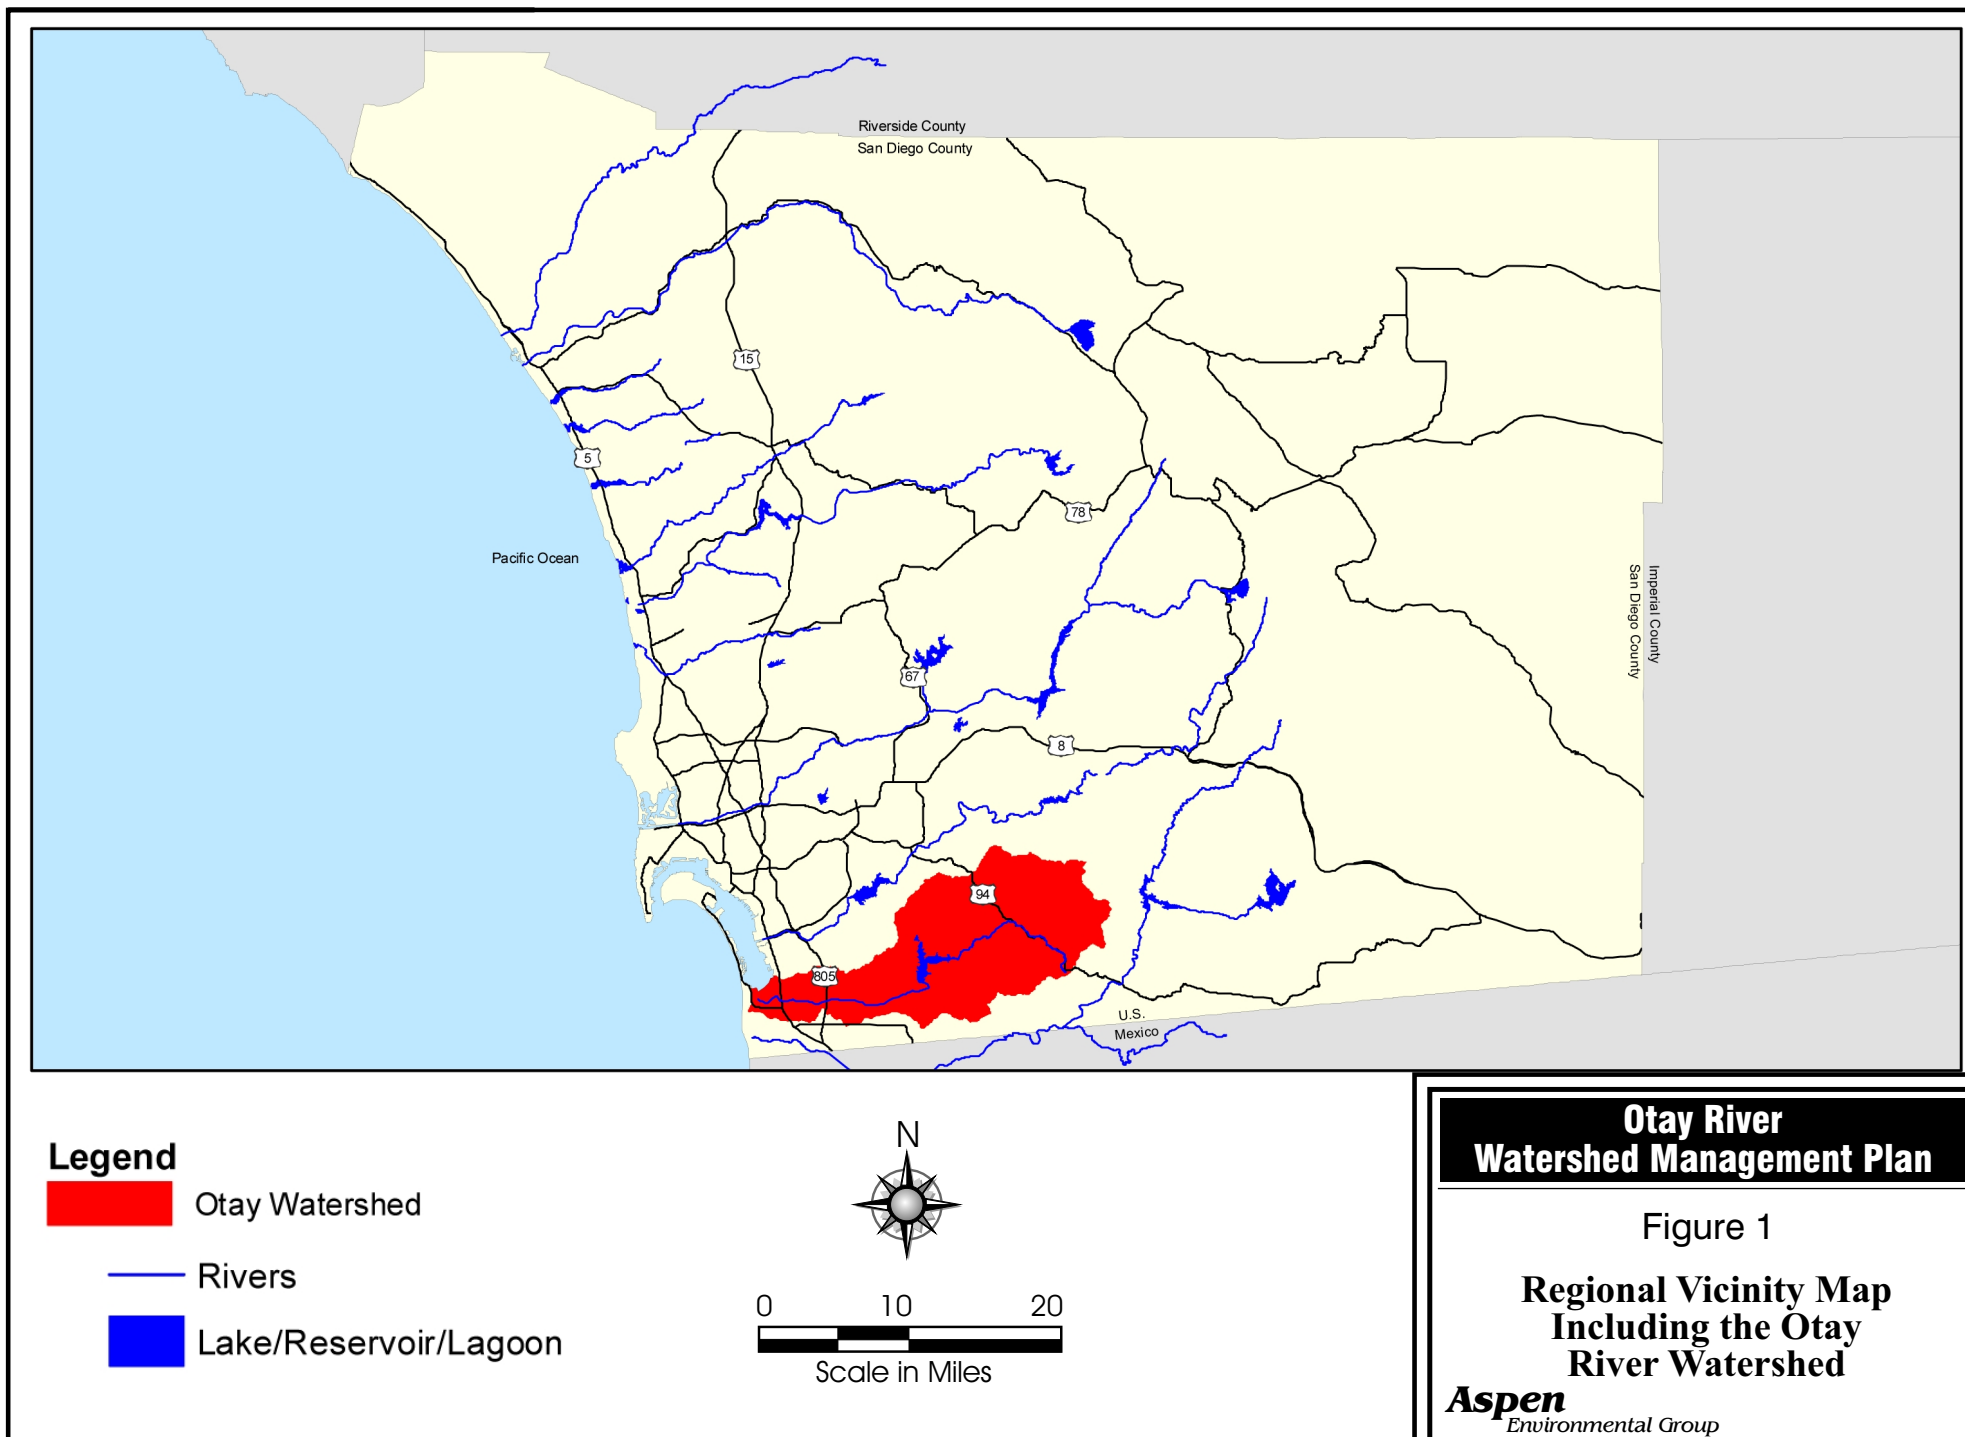 Riverside County
San Diego County
15
5
Pacific Ocean
78
Imperial County
San Diego County
67
8
94
805
U.S.
Mexico
Legend
Otay Watershed
Rivers
Lake/Reservoir/Lagoon
N
0 10 20
Scale in Miles
Otay River
Watershed Management Plan
Figure 1
Regional Vicinity Map
Including the Otay
River Watershed
Aspen
Environmental Group